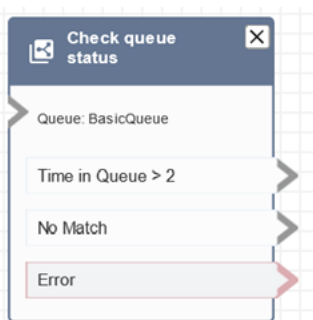 Check queue
status
Queue: BasicQueue
Time in Queue > 2
No Match
Error